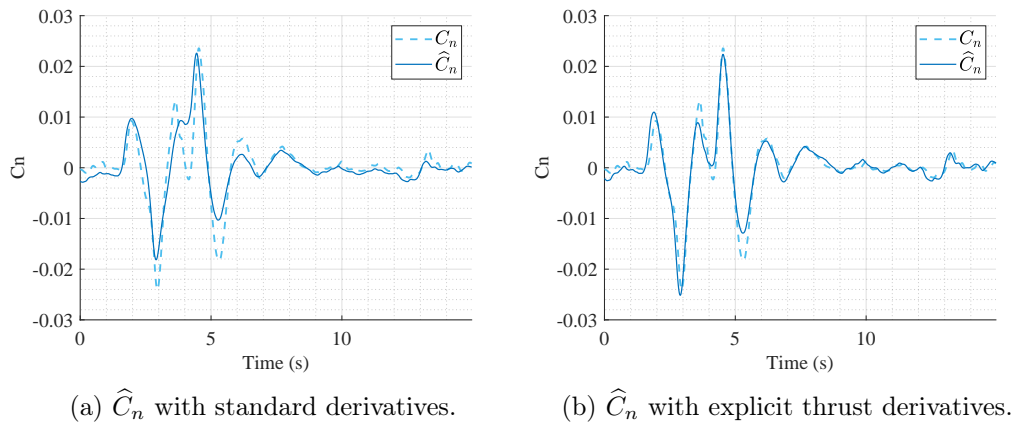 0.03
0.02
0.01
0
-0.01
-0.02
-0.03
Cn
0 5 10
Time (s)
C_n
Ĉ_n
(a) Ĉ_n with standard derivatives.
0.03
0.02
0.01
0
-0.01
-0.02
-0.03
Cn
0 5 10
Time (s)
C_n
Ĉ_n
(b) Ĉ_n with explicit thrust derivatives.